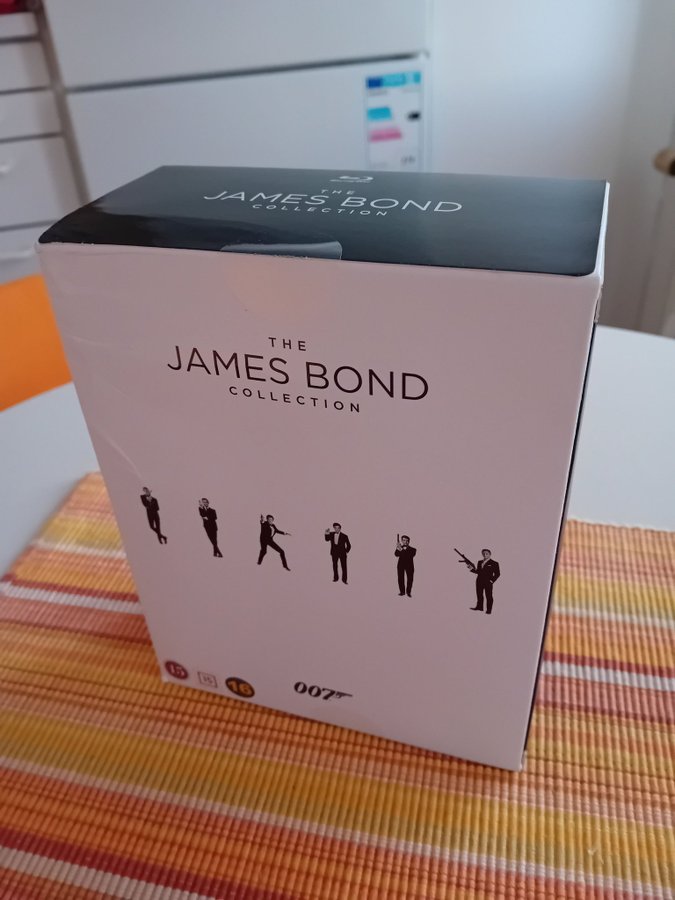 THE
JAMES BOND
COLLECTION
THE
JAMES BOND
COLLECTION
15
16
007